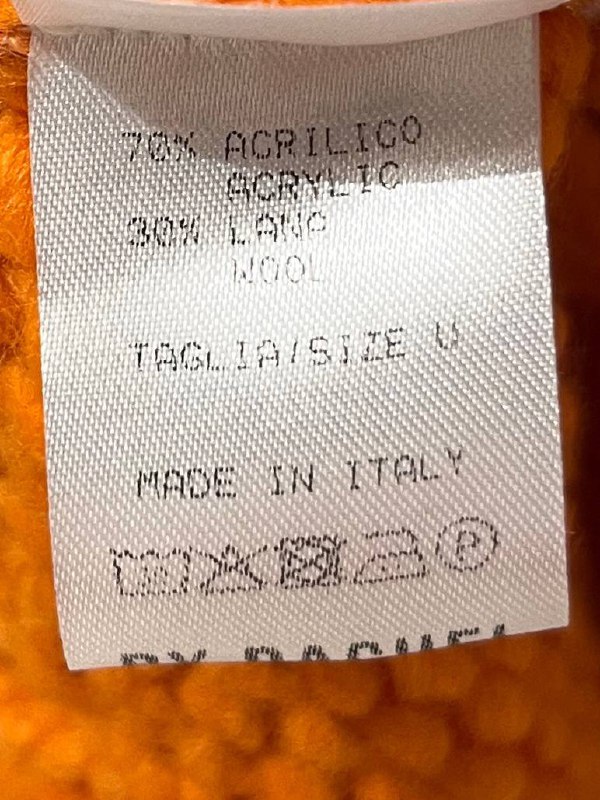 70% ACRILICO
ACRYLIC
30% LANA
WOOL
TAGLIA/SIZE U
MADE IN ITALY
P